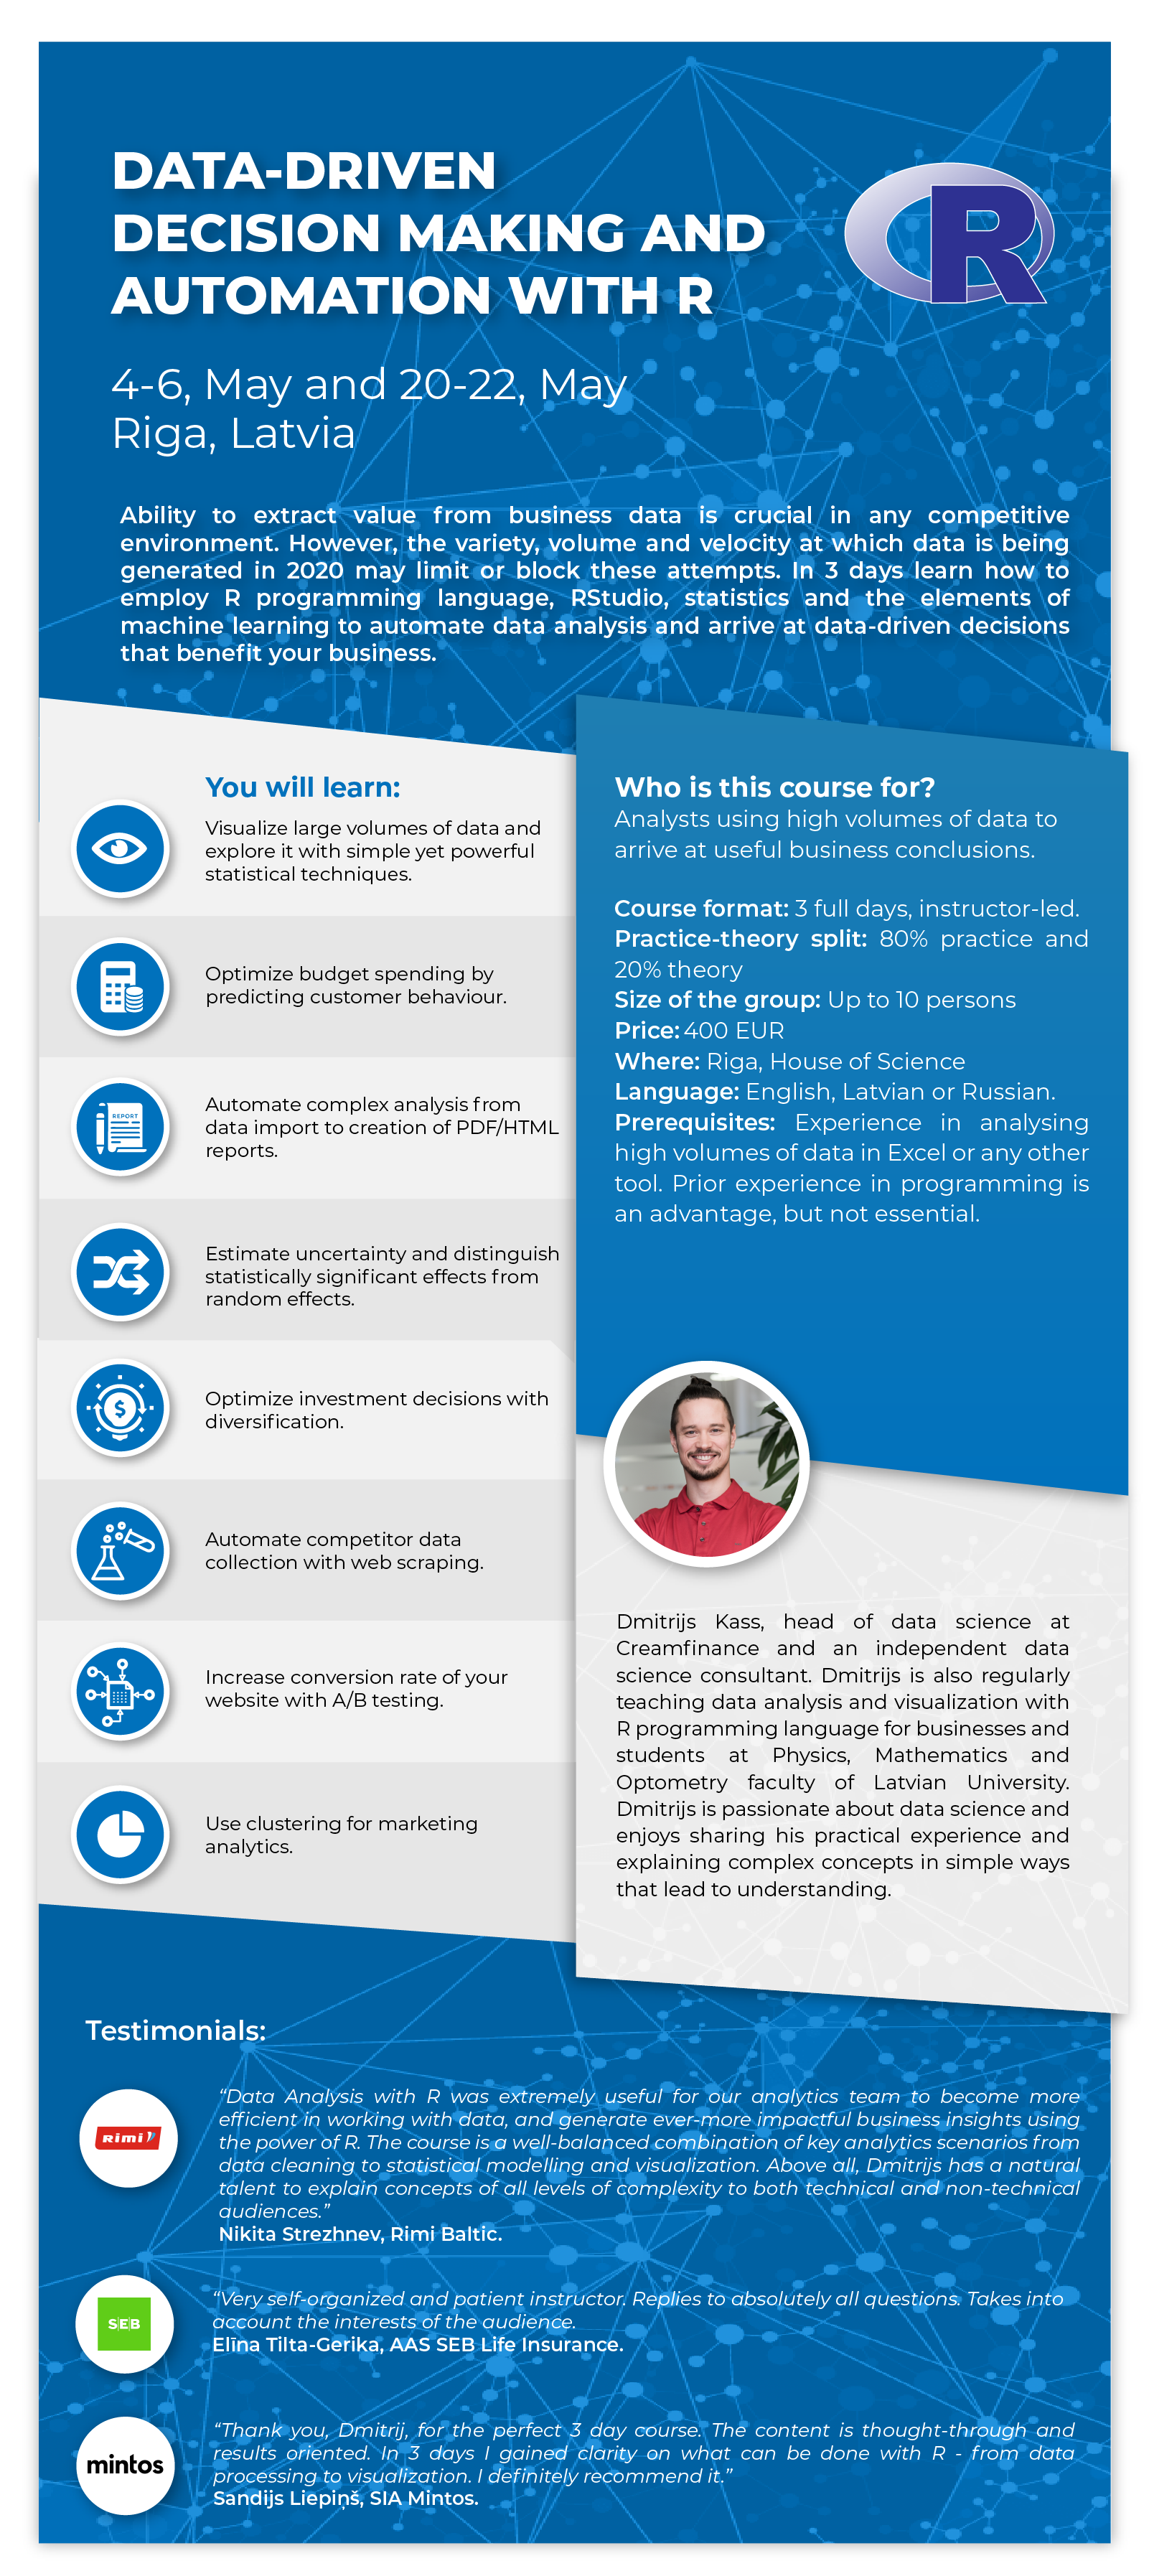 DATA-DRIVEN
DECISION MAKING AND
AUTOMATION WITH R
R
4-6, May and 20-22, May
Riga, Latvia
Ability to extract value from business data is crucial in any competitive
environment. However, the variety, volume and velocity at which data is being
generated in 2020 may limit or block these attempts. In 3 days learn how to
employ R programming language, RStudio, statistics and the elements of
machine learning to automate data analysis and arrive at data-driven decisions
that benefit your business.
You will learn:
Visualize large volumes of data and
explore it with simple yet powerful
statistical techniques.
Optimize budget spending by
predicting customer behaviour.
REPORT
Automate complex analysis from
data import to creation of PDF/HTML
reports.
Estimate uncertainty and distinguish
statistically significant effects from
random effects.
$
Optimize investment decisions with
diversification.
Automate competitor data
collection with web scraping.
Increase conversion rate of your
website with A/B testing.
Use clustering for marketing
analytics.
Who is this course for?
Analysts using high volumes of data to
arrive at useful business conclusions.
Course format: 3 full days, instructor-led.
Practice-theory split: 80% practice and
20% theory
Size of the group: Up to 10 persons
Price: 400 EUR
Where: Riga, House of Science
Language: English, Latvian or Russian.
Prerequisites: Experience in analysing
high volumes of data in Excel or any other
tool. Prior experience in programming is
an advantage, but not essential.
Dmitrijs Kass, head of data science at
Creamfinance and an independent data
science consultant. Dmitrijs is also regularly
teaching data analysis and visualization with
R programming language for businesses and
students at Physics, Mathematics and
Optometry faculty of Latvian University.
Dmitrijs is passionate about data science and
enjoys sharing his practical experience and
explaining complex concepts in simple ways
that lead to understanding.
Testimonials:
Rimi
“Data Analysis with R was extremely useful for our analytics team to become more
efficient in working with data, and generate ever-more impactful business insights using
the power of R. The course is a well-balanced combination of key analytics scenarios from
data cleaning to statistical modelling and visualization. Above all, Dmitrijs has a natural
talent to explain concepts of all levels of complexity to both technical and non-technical
audiences.”
Nikita Strezhnev, Rimi Baltic.
SEB
“Very self-organized and patient instructor. Replies to absolutely all questions. Takes into
account the interests of the audience.
Elīna Tilta-Gerika, AAS SEB Life Insurance.
mintos
“Thank you, Dmitrij, for the perfect 3 day course. The content is thought-through and
results oriented. In 3 days I gained clarity on what can be done with R - from data
processing to visualization. I definitely recommend it.”
Sandijs Liepiņš, SIA Mintos.